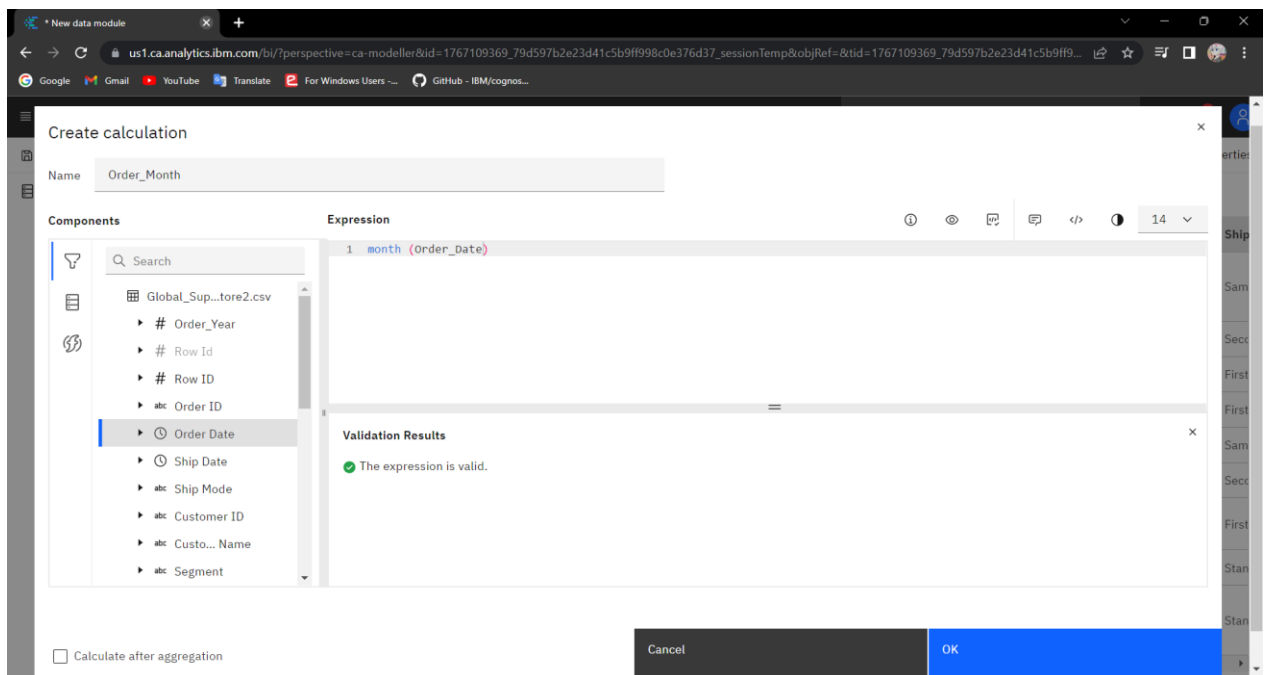 * New data module
us1.ca.analytics.ibm.com/bi/?perspective=ca-modeller&id=1767109369_79d597b2e23d41c5b9ff998c0e376d37_sessionTemp&objRef=&tid=1767109369_79d597b2e23d41c5b9ff9...
Google Gmail YouTube Translate For Windows Users -... GitHub - IBM/cognos...
Create calculation
erties
Name Order_Month
Components Expression 14
Ship
1 month (Order_Date)
Search
Global_Sup...tore2.csv
Sam
Order_Year
Row Id
Seco
Row ID
First
Order ID
First
Order Date
Validation Results
Sam
Ship Date
The expression is valid.
Ship Mode
Seco
Customer ID
First
Custo... Name
Segment
Stan
Stan
Calculate after aggregation
Cancel OK